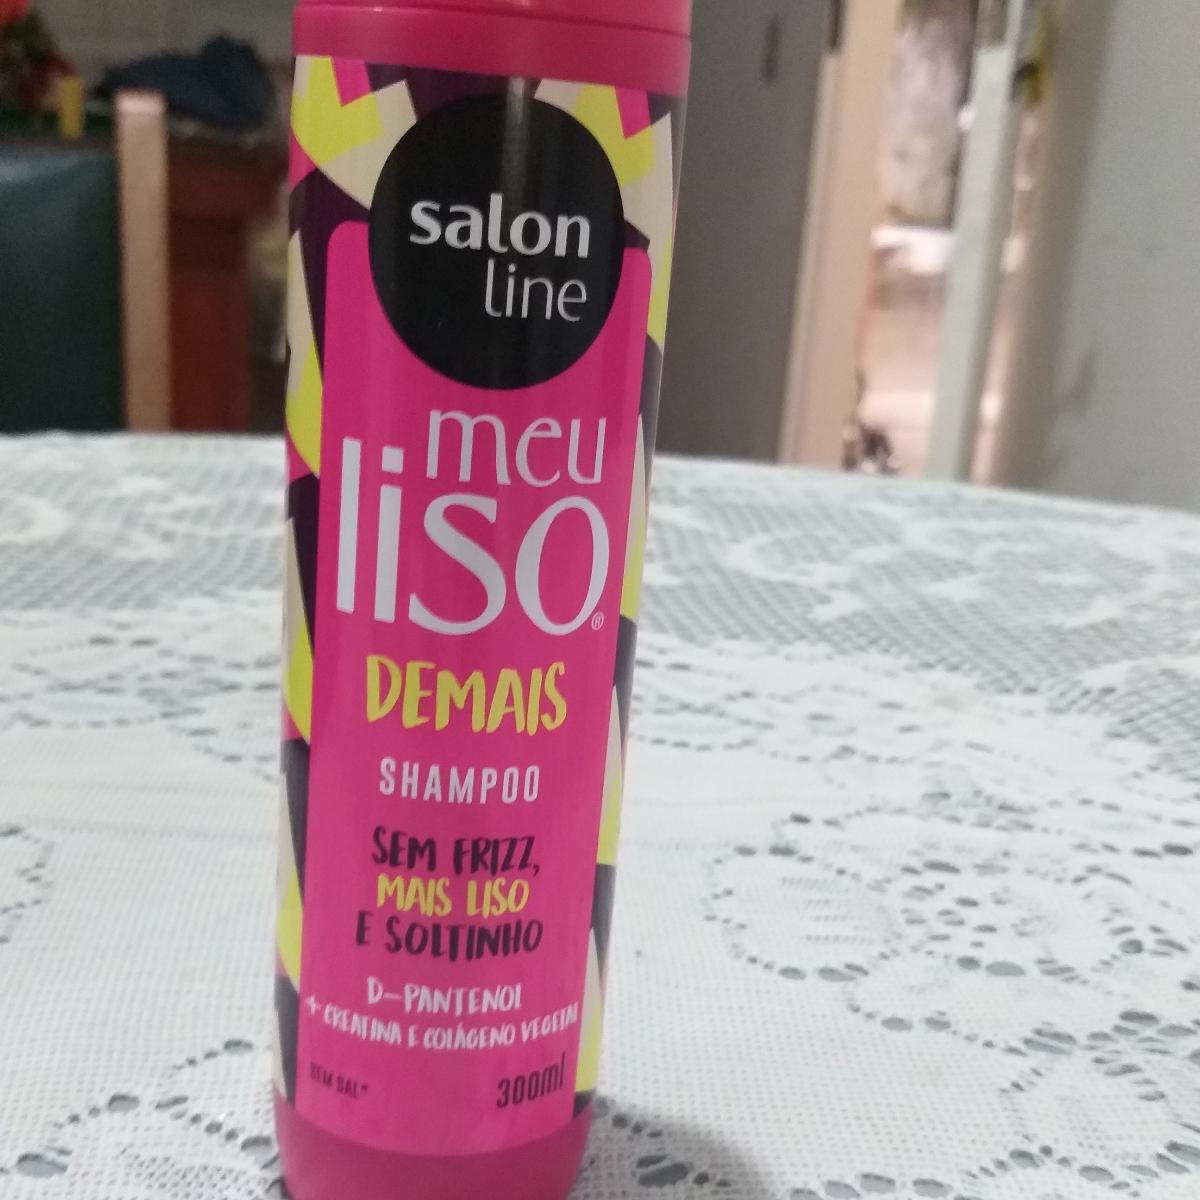 salon
line
meu
liso®
DEMAIS
SHAMPOO
SEM FRIZZ,
MAIS LISO
E SOLTINHO
D-PANTENOL
+ CREATINA E COLÁGENO VEGETAL
SEM SAL*
300ml